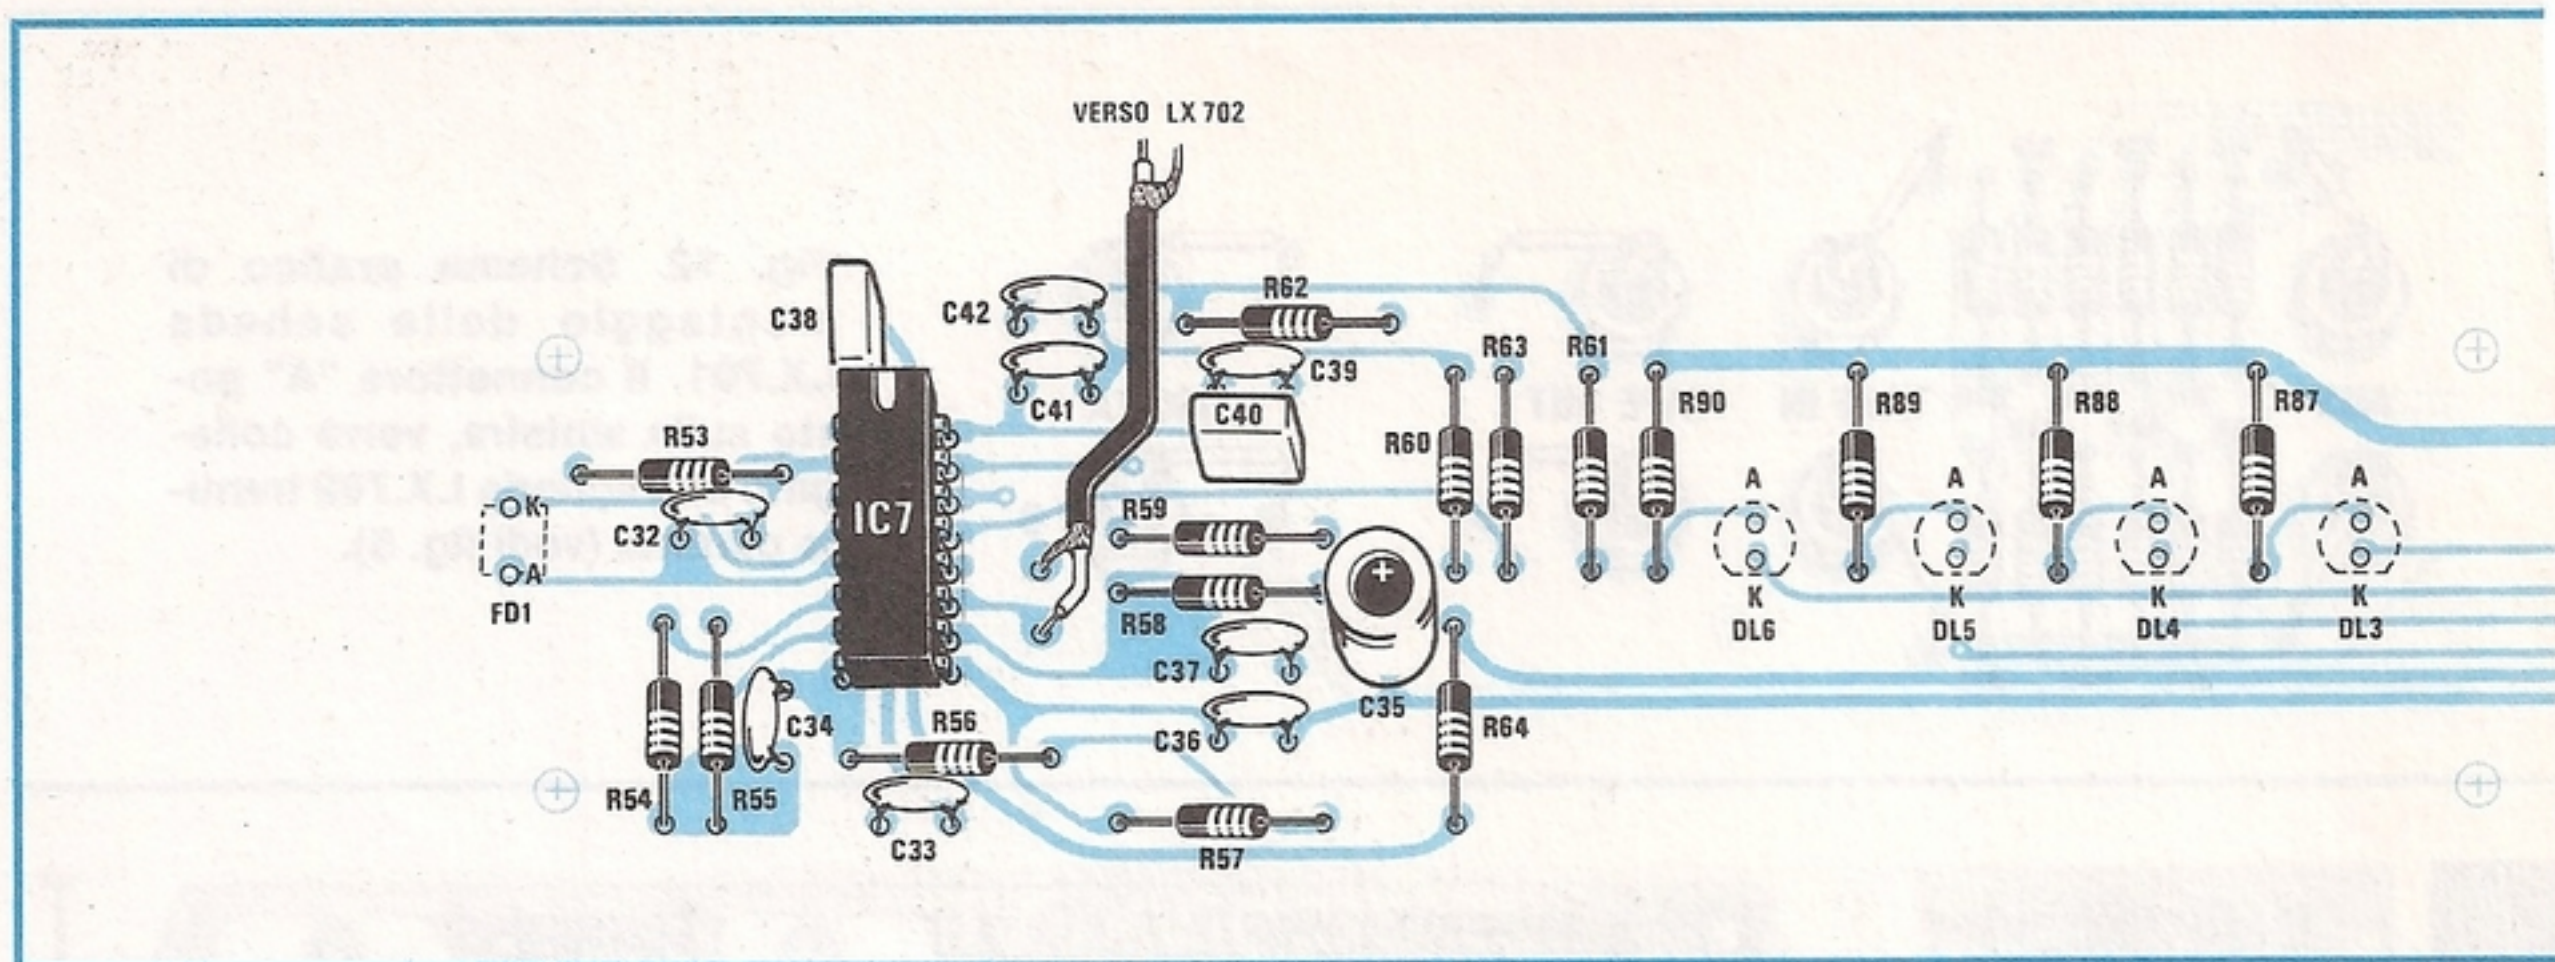 VERSO LX 702
C38
C42
R62
C41
C39
C40
R63
R61
R60
R90
R89
R88
R87
R53
C32
K
A
FD1
IC7
R59
R58
C37
C36
C35
+
R64
A
K
DL6
A
K
DL5
A
K
DL4
A
K
DL3
R54
R55
C34
R56
C33
R57